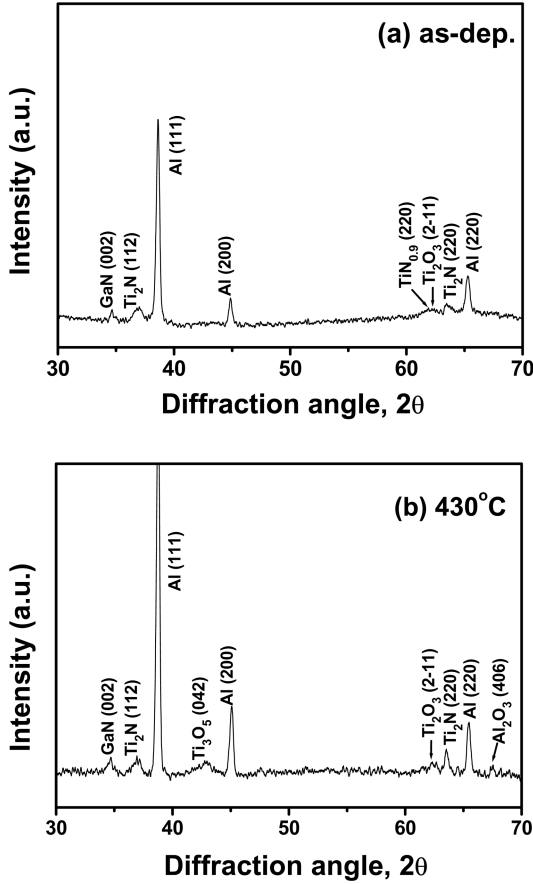 (a) as-dep.
Intensity (a.u.)
GaN (002)
Ti₂N (112)
Al (111)
Al (200)
TiN₀.₉ (220)
Ti₂O₃ (2-11)
Ti₂N (220)
Al (220)
30 40 50 60 70
Diffraction angle, 2θ
(b) 430°C
Intensity (a.u.)
GaN (002)
Ti₂N (112)
Al (111)
Ti₃O₅ (042)
Al (200)
Ti₂O₃ (2-11)
Ti₂N (220)
Al (220)
Al₂O₃ (406)
30 40 50 60 70
Diffraction angle, 2θ